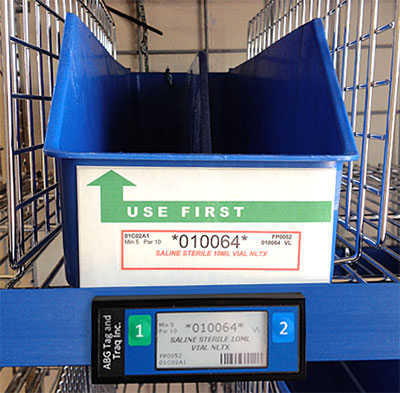 USE FIRST
01C02A1 *010064* FP0052
Min 5 Par 10 010064 VL
SALINE STERILE 10ML VIAL NLTX
ABG Tag and
Traq Inc.
1
Min 5 *010064* VL
Par 10
SALINE STERILE 10ML
VIAL NLTX
FP0052
01C02A1
2